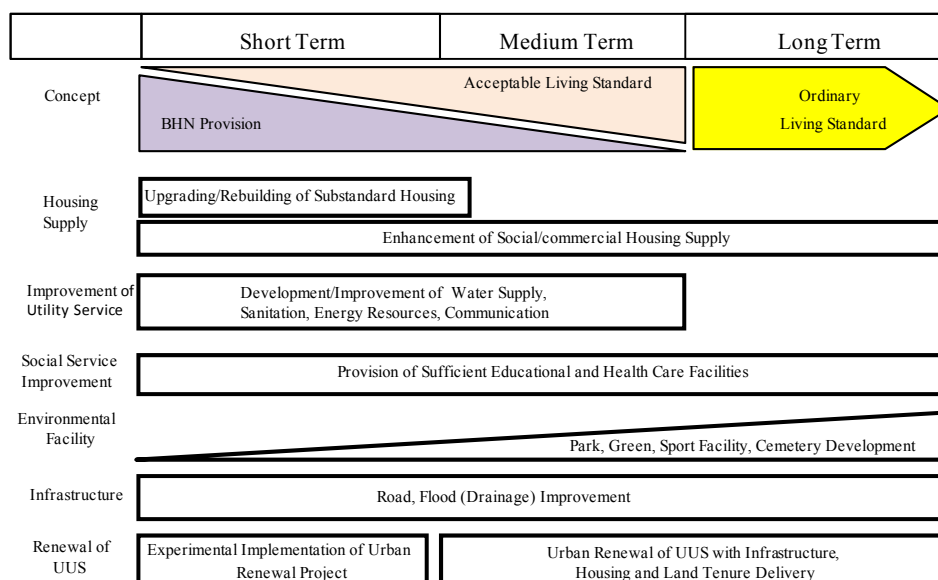 Short Term
Medium Term
Long Term
Concept
Acceptable Living Standard
BHN Provision
Ordinary
Living Standard
Housing
Supply
Upgrading/Rebuilding of Substandard Housing
Enhancement of Social/commercial Housing Supply
Improvement of
Utility Service
Development/Improvement of Water Supply,
Sanitation, Energy Resources, Communication
Social Service
Improvement
Provision of Sufficient Educational and Health Care Facilities
Environmental
Facility
Park, Green, Sport Facility, Cemetery Development
Infrastructure
Road, Flood (Drainage) Improvement
Renewal of
UUS
Experimental Implementation of Urban
Renewal Project
Urban Renewal of UUS with Infrastructure,
Housing and Land Tenure Delivery